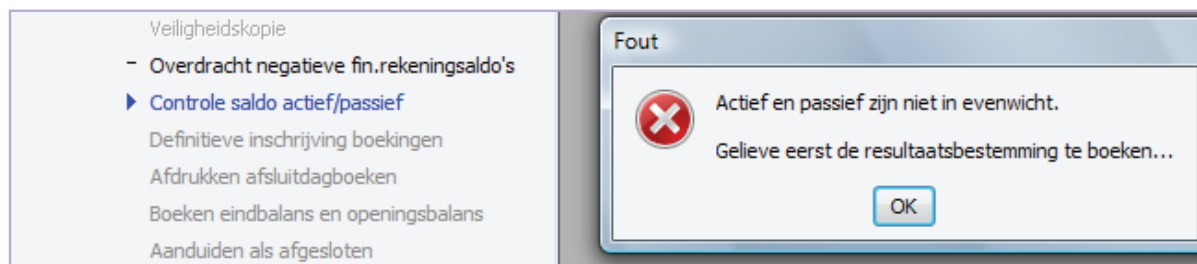 Veiligheidskopie
- Overdracht negatieve fin.rekeningsaldo's
Controle saldo actief/passief
Definitieve inschrijving boekingen
Afdrukken afsluitdagboeken
Boeken eindbalans en openingsbalans
Aanduiden als afgesloten
Fout
Actief en passief zijn niet in evenwicht.
Gelieve eerst de resultaatsbestemming te boeken...
OK